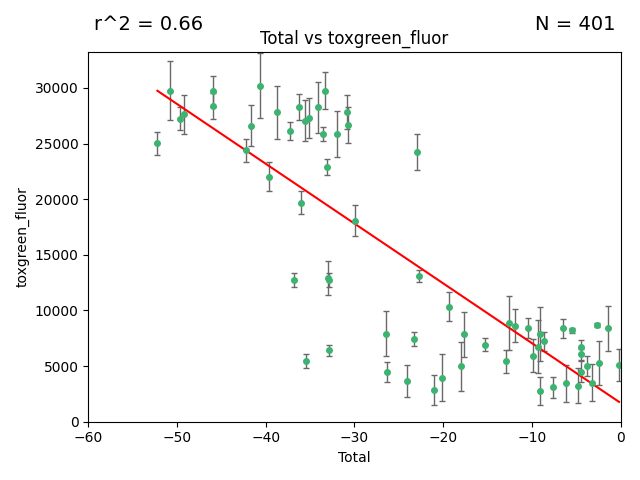 r^2 = 0.66
N = 401
Total vs toxgreen_fluor
30000
25000
20000
15000
10000
5000
0
toxgreen_fluor
−60
−50
−40
−30
−20
−10
0
Total